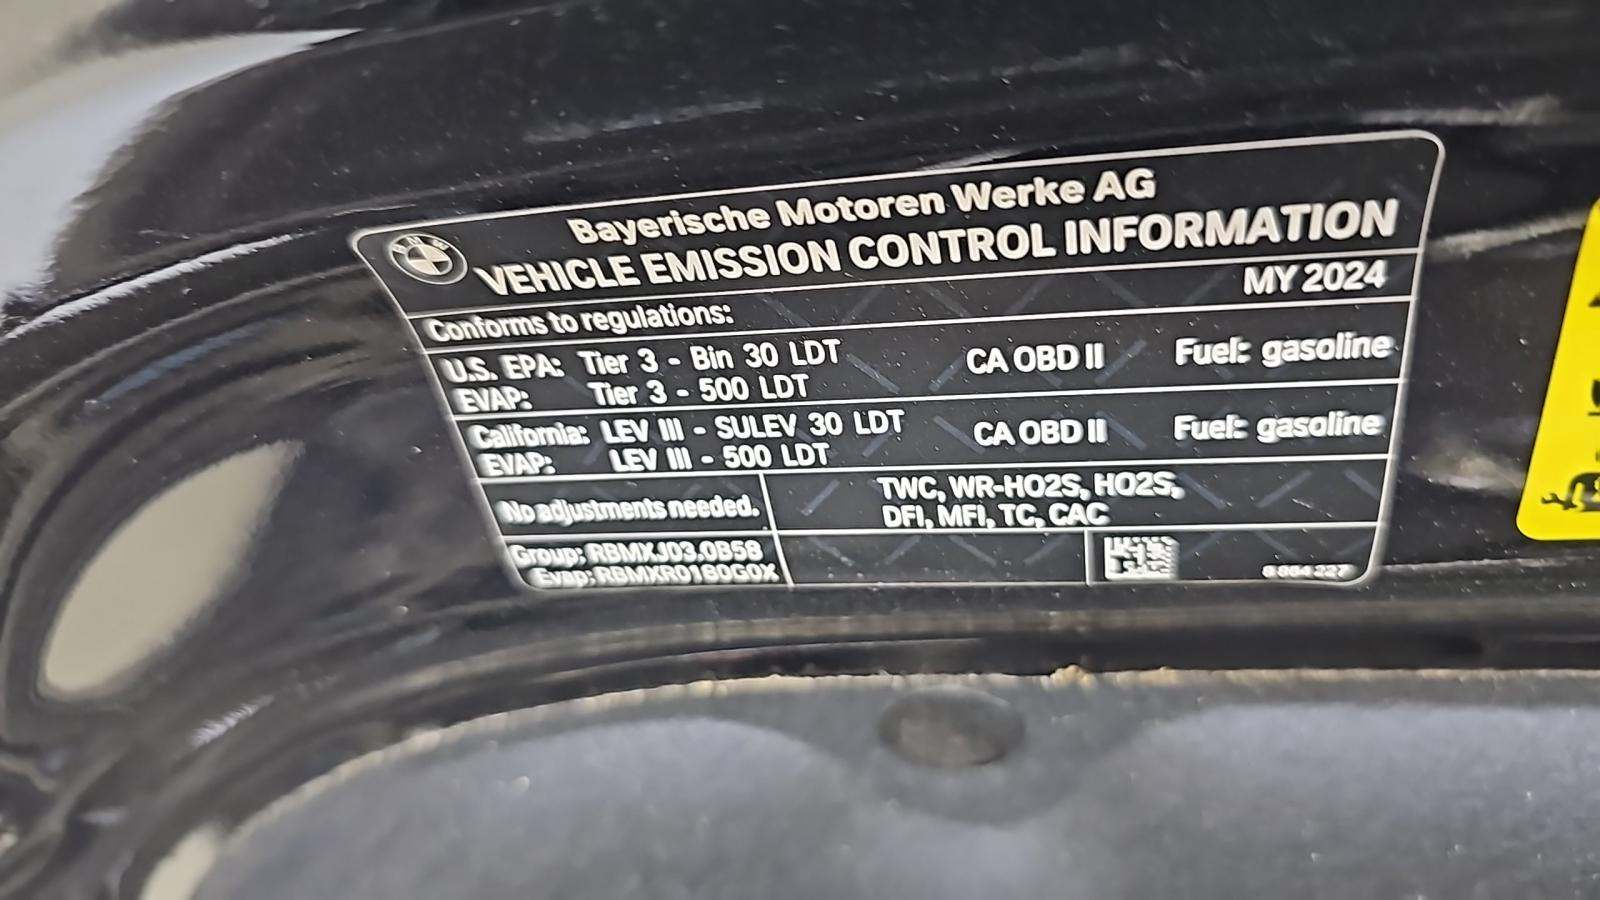 BMW
Bayerische Motoren Werke AG
VEHICLE EMISSION CONTROL INFORMATION
Conforms to regulations: MY 2024
U.S. EPA: Tier 3 - Bin 30 LDT CA OBD II Fuel: gasoline
EVAP: Tier 3 - 500 LDT
California: LEV III - SULEV 30 LDT CA OBD II Fuel: gasoline
EVAP: LEV III - 500 LDT
No adjustments needed. TWC, WR-HO2S, HO2S,
DFI, MFI, TC, CAC
Group: RBMXJ03.0B58
Evap: RBMXR0180G0X